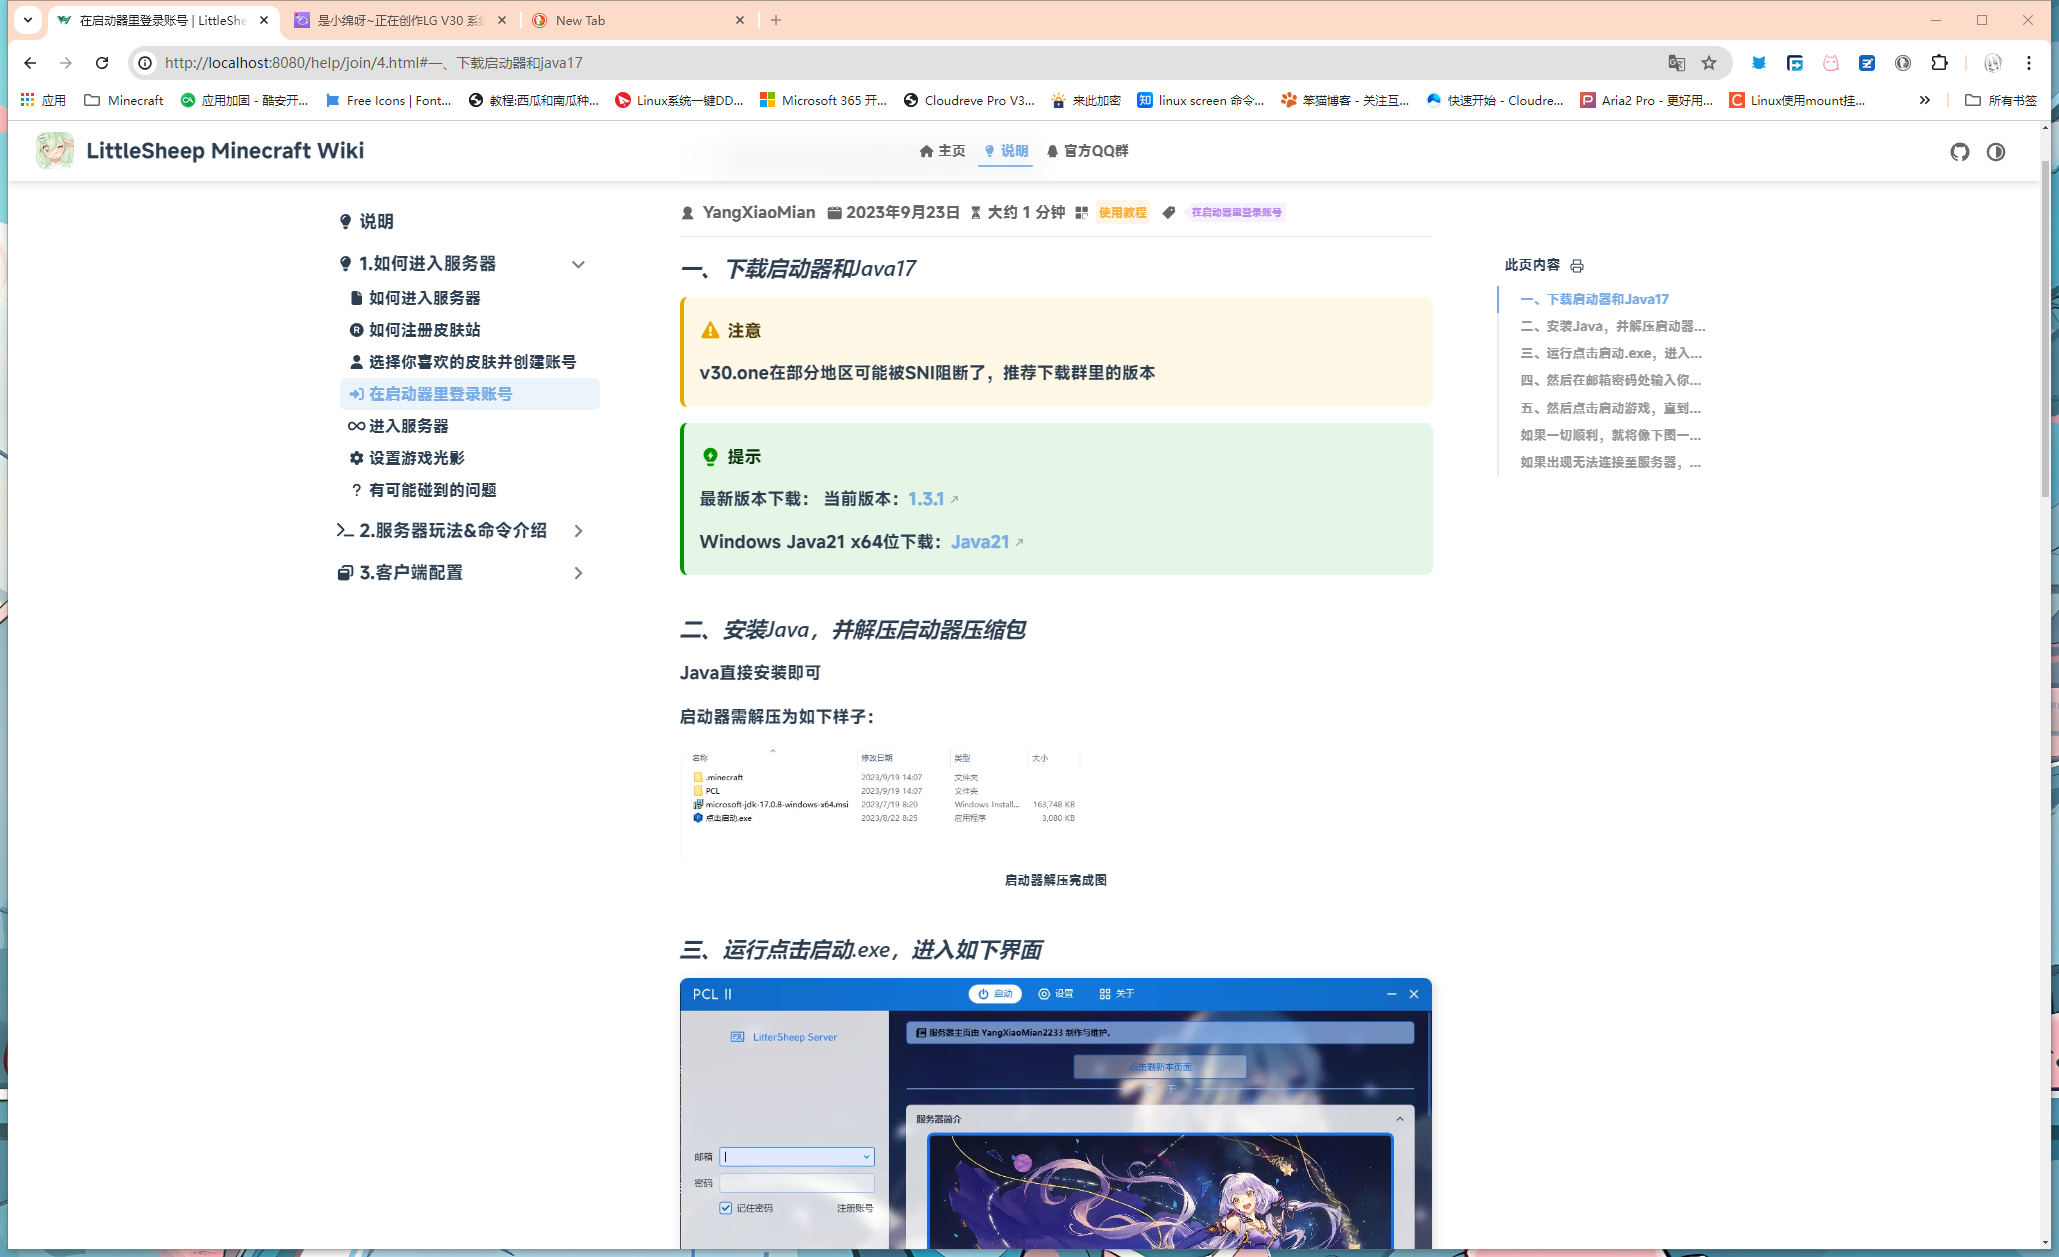 在启动器里登录账号 | LittleShe
是小绵呀~正在创作LG V30 系统
New Tab
http://localhost:8080/help/join/4.html#一、下载启动器和java17
应用
Minecraft
应用加固 - 酷安开...
Free Icons | Font...
教程:西瓜和南瓜种...
Linux系统一键DD...
Microsoft 365 开...
Cloudreve Pro V3...
来此加密
linux screen 命令...
笨猫博客 - 关注互...
快速开始 - Cloudre...
Aria2 Pro - 更好用...
Linux使用mount挂...
所有书签
LittleSheep Minecraft Wiki
主页
说明
官方QQ群
说明
1.如何进入服务器
如何进入服务器
如何注册皮肤站
选择你喜欢的皮肤并创建账号
在启动器里登录账号
进入服务器
设置游戏光影
有可能碰到的问题
2.服务器玩法&命令介绍
3.客户端配置
YangXiaoMian 2023年9月23日 大约 1 分钟 使用教程 在启动器里登录账号
一、下载启动器和Java17
注意
v30.one在部分地区可能被SNI阻断了，推荐下载群里的版本
提示
最新版本下载： 当前版本：1.3.1
Windows Java21 x64位下载：Java21
二、安装Java，并解压启动器压缩包
Java直接安装即可
启动器需解压为如下样子：
名称 修改日期 类型 大小
.minecraft 2023/9/19 14:07 文件夹
PCL 2023/9/19 14:07 文件夹
microsoft-jdk-17.0.8-windows-x64.msi 2023/7/19 8:20 Windows Install... 163,748 KB
点击启动.exe 2023/8/22 8:25 应用程序 3,080 KB
启动器解压完成图
三、运行点击启动.exe，进入如下界面
PCL II
启动
设置
关于
LitterSheep Server
服务器主页由 YangXiaoMian2233 制作与维护。
点击刷新本页面
关 于
服务器简介
邮箱
密码
记住密码
注册账号
此页内容
一、下载启动器和Java17
二、安装Java，并解压启动器...
三、运行点击启动.exe，进入...
四、然后在邮箱密码处输入你...
五、然后点击启动游戏，直到...
如果一切顺利，就将像下图一...
如果出现无法连接至服务器，...